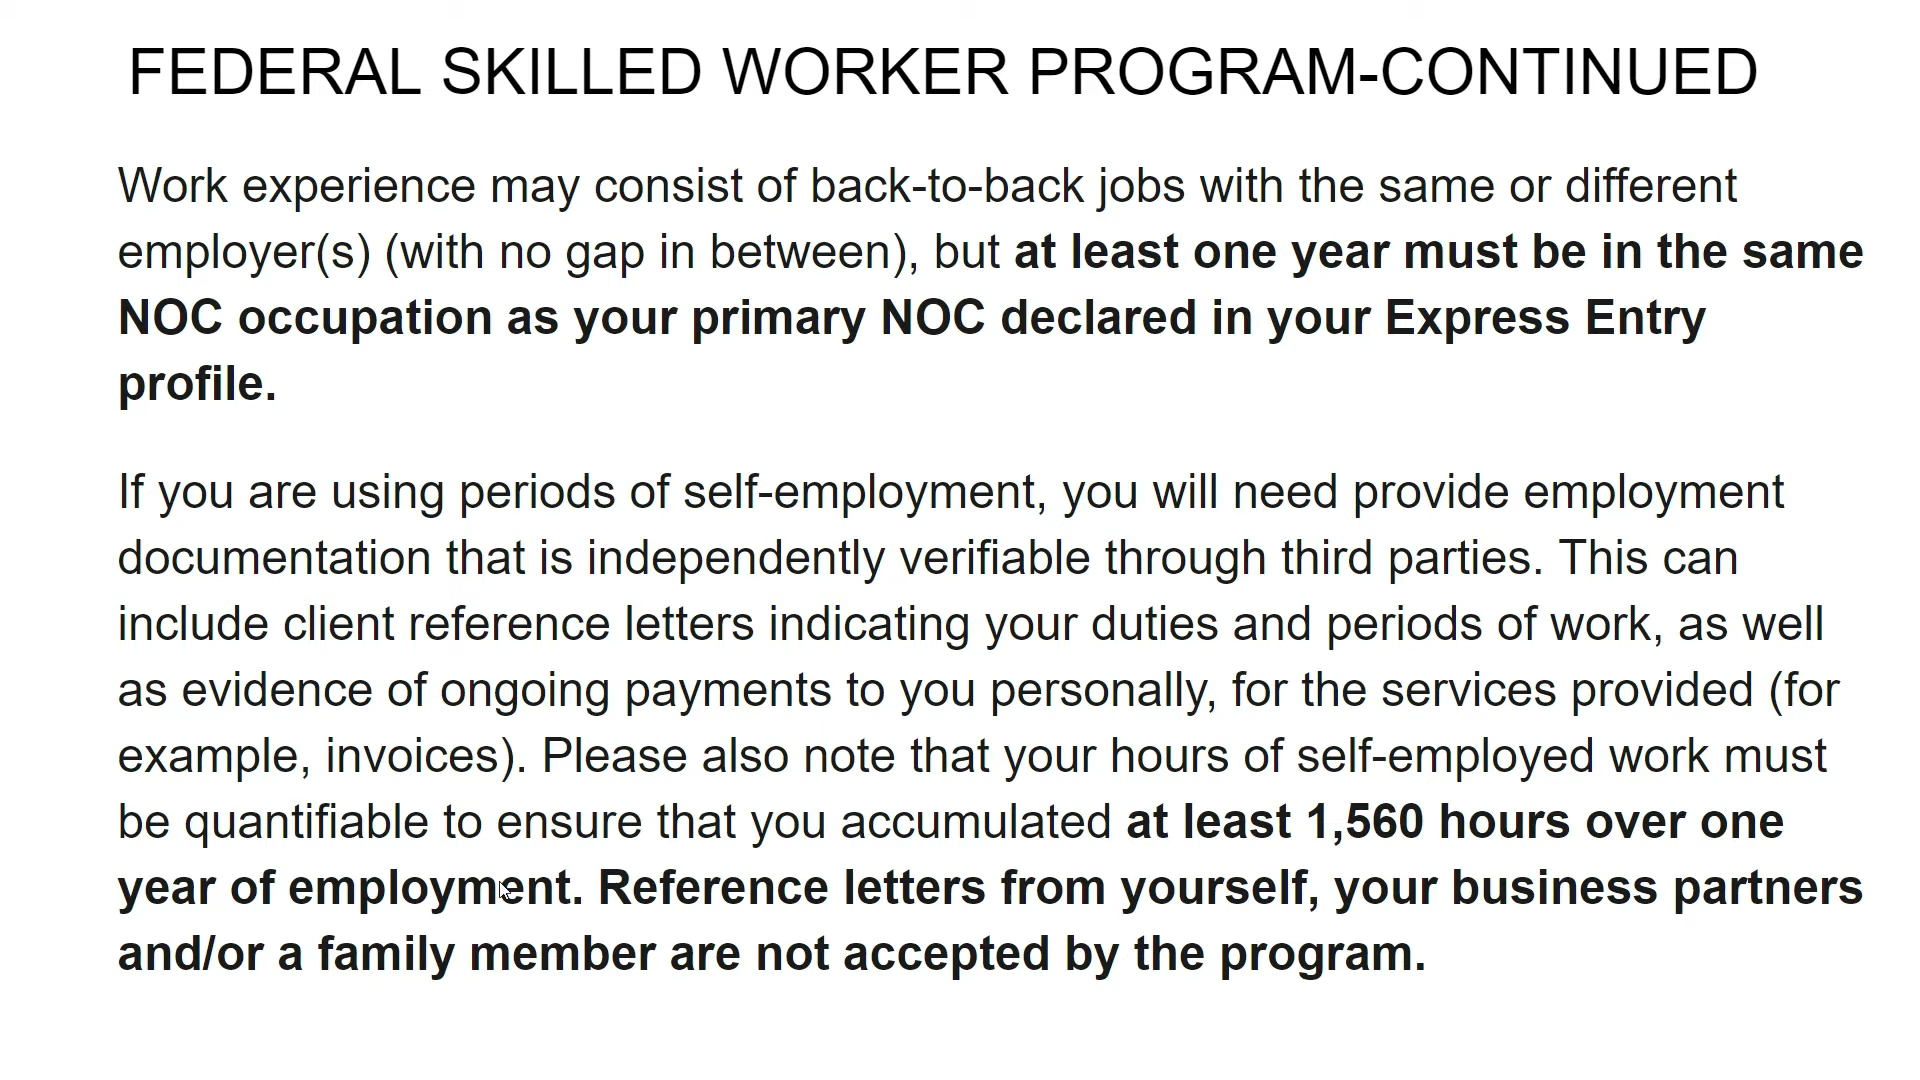 FEDERAL SKILLED WORKER PROGRAM-CONTINUED
Work experience may consist of back-to-back jobs with the same or different
employer(s) (with no gap in between), but at least one year must be in the same
NOC occupation as your primary NOC declared in your Express Entry
profile.
If you are using periods of self-employment, you will need provide employment
documentation that is independently verifiable through third parties. This can
include client reference letters indicating your duties and periods of work, as well
as evidence of ongoing payments to you personally, for the services provided (for
example, invoices). Please also note that your hours of self-employed work must
be quantifiable to ensure that you accumulated at least 1,560 hours over one
year of employment. Reference letters from yourself, your business partners
and/or a family member are not accepted by the program.